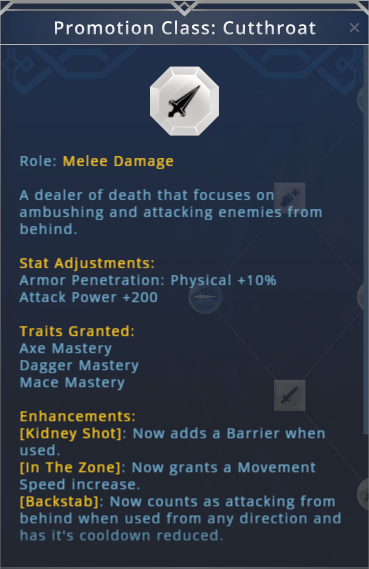 Promotion Class: Cutthroat
Role: Melee Damage
A dealer of death that focuses on
ambushing and attacking enemies from
behind.
Stat Adjustments:
Armor Penetration: Physical +10%
Attack Power +200
Traits Granted:
Axe Mastery
Dagger Mastery
Mace Mastery
Enhancements:
[Kidney Shot]: Now adds a Barrier when
used.
[In The Zone]: Now grants a Movement
Speed increase.
[Backstab]: Now counts as attacking from
behind when used from any direction and
has it's cooldown reduced.